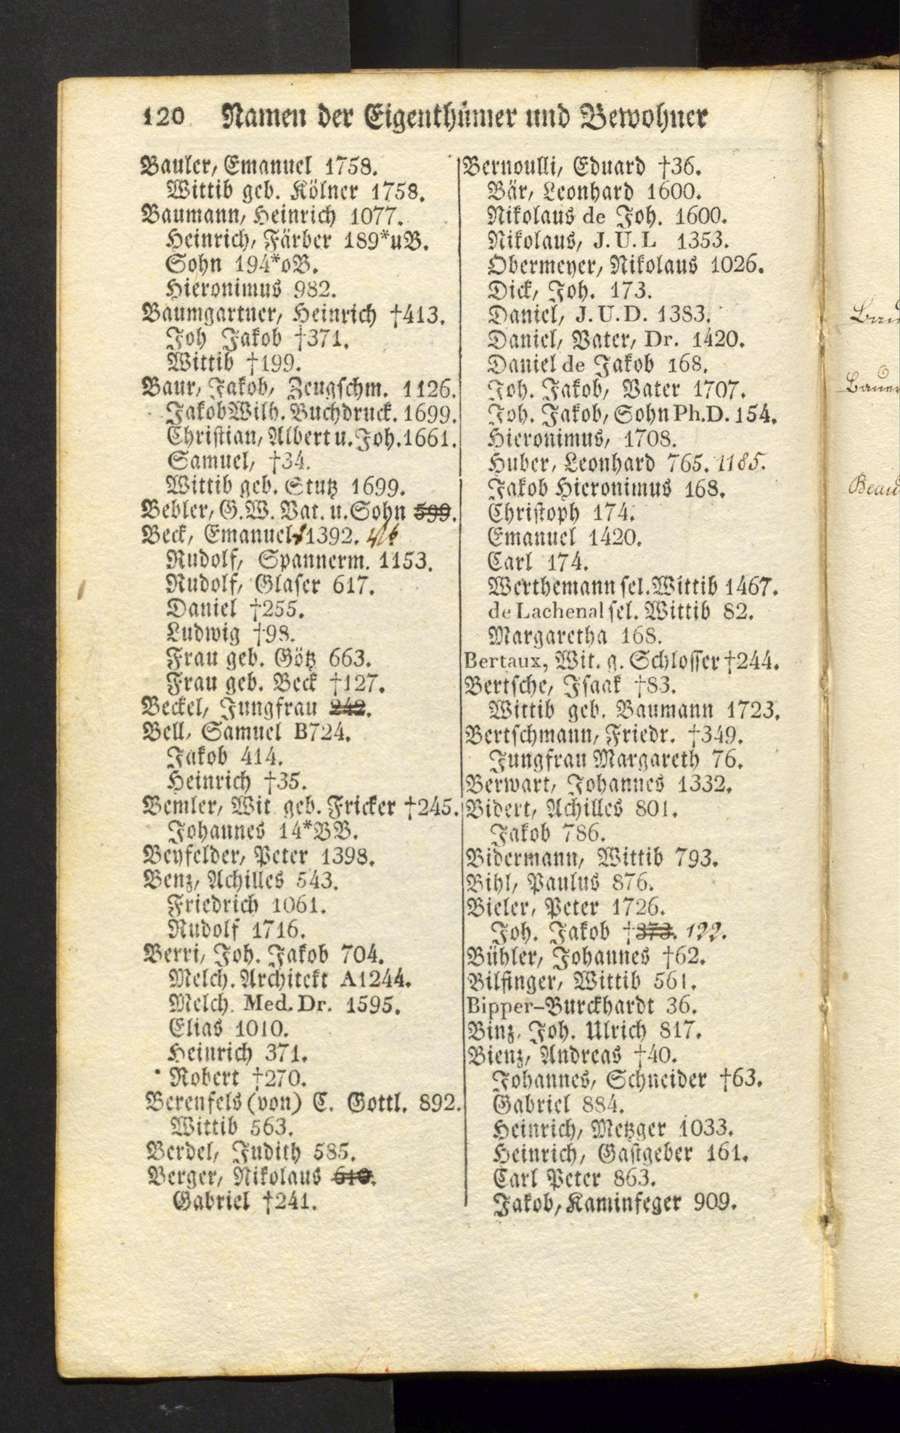 120 Namen der Eigenthümer und Bewohner
Bauler, Emanuel 1758.
Wittib geb. Kölner 1758.
Baumann, Heinrich 1077.
Heinrich, Färber 189*uB.
Sohn 194*oB.
Hieronimus 982.
Baumgartner, Heinrich †413.
Joh Jakob †371.
Wittib †199.
Baur, Jakob, Zeugschm. 1126.
Jakob Wilh. Buchdruck. 1699.
Christian, Albert u. Joh. 1661.
Samuel, †34.
Wittib geb. Stutz 1699.
Bebler, G. W. Vat. u. Sohn 599.
Beck, Emanuel 1392.
Rudolf, Spannerm. 1153.
Rudolf, Glaser 617.
Daniel †255.
Ludwig †98.
Frau geb. Götz 663.
Frau geb. Beck †127.
Beckel, Jungfrau 242.
Bell, Samuel B724.
Jakob 414.
Heinrich †35.
Bemler, Wit geb. Fricker †245.
Johannes 14*BB.
Beyfelder, Peter 1398.
Benz, Achilles 543.
Friedrich 1061.
Rudolf 1716.
Berri, Joh. Jakob 704.
Melch. Architekt A1244.
Melch. Med. Dr. 1595.
Elias 1010.
Heinrich 371.
Robert †270.
Berenfels (von) C. Gottl. 892.
Wittib 563.
Berdel, Judith 585.
Berger, Nikolaus 610.
Gabriel †241.
Bernoulli, Eduard †36.
Bär, Leonhard 1600.
Nikolaus de Joh. 1600.
Nikolaus, J. U. L 1353.
Obermeyer, Nikolaus 1026.
Dick, Joh. 173.
Daniel, J. U. D. 1383.
Daniel, Vater, Dr. 1420.
Daniel de Jakob 168.
Joh. Jakob, Vater 1707.
Joh. Jakob, Sohn Ph. D. 154.
Hieronimus, 1708.
Huber, Leonhard 765. 1185.
Jakob Hieronimus 168.
Christoph 174.
Emanuel 1420.
Carl 174.
Werthemann sel. Wittib 1467.
de Lachenal sel. Wittib 82.
Margaretha 168.
Bertaux, Wit. g. Schlosser †244.
Bertsche, Isaak †83.
Wittib geb. Baumann 1723.
Bertschmann, Friedr. †349.
Jungfrau Margareth 76.
Berwart, Johannes 1332.
Bidert, Achilles 801.
Jakob 786.
Bidermann, Wittib 793.
Bihl, Paulus 876.
Bieler, Peter 1726.
Joh. Jakob †373. 199.
Bühler, Johannes †62.
Bilfinger, Wittib 561.
Bipper-Burckhardt 36.
Binz, Joh. Ulrich 817.
Bienz, Andreas †40.
Johannes, Schneider †63.
Gabriel 884.
Heinrich, Metzger 1033.
Heinrich, Gastgeber 161.
Carl Peter 863.
Jakob, Kaminfeger 909.